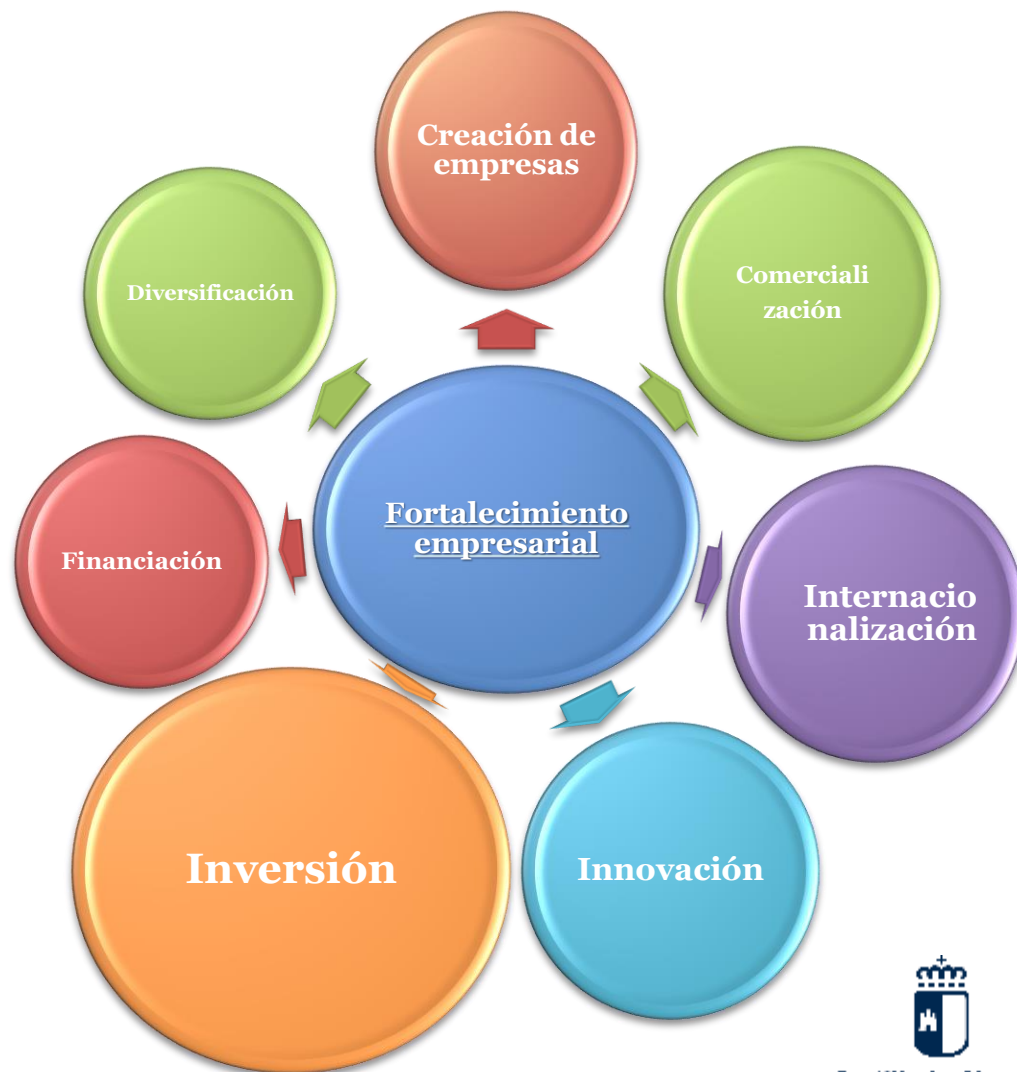 Creación de
empresas
Comerciali
zación
Diversificación
Fortalecimiento
empresarial
Financiación
Internacio
nalización
Inversión
Innovación